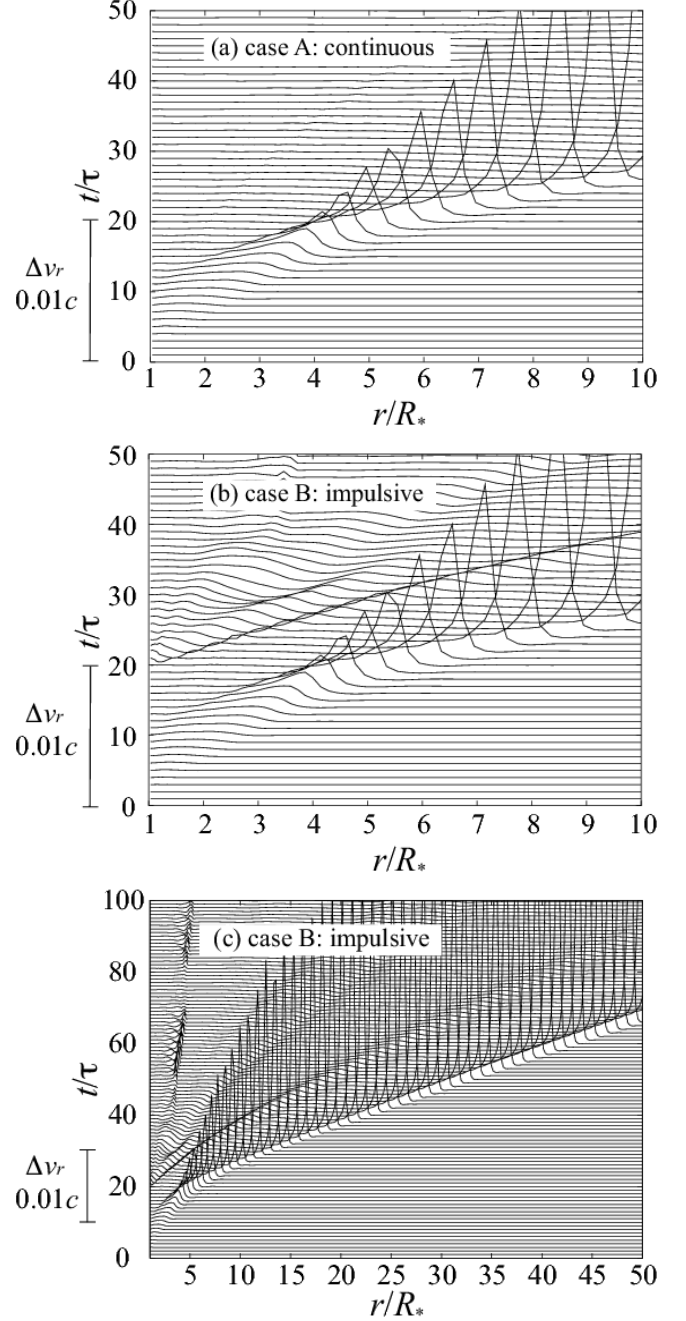 50
(a) case A: continuous
40
30
t/τ
20
Δvr
0.01c
10
0
1 2 3 4 5 6 7 8 9 10
r/R*
50
(b) case B: impulsive
40
30
t/τ
20
Δvr
0.01c
10
0
1 2 3 4 5 6 7 8 9 10
r/R*
100
(c) case B: impulsive
80
60
t/τ
40
Δvr
0.01c
20
0
5 10 15 20 25 30 35 40 45 50
r/R*